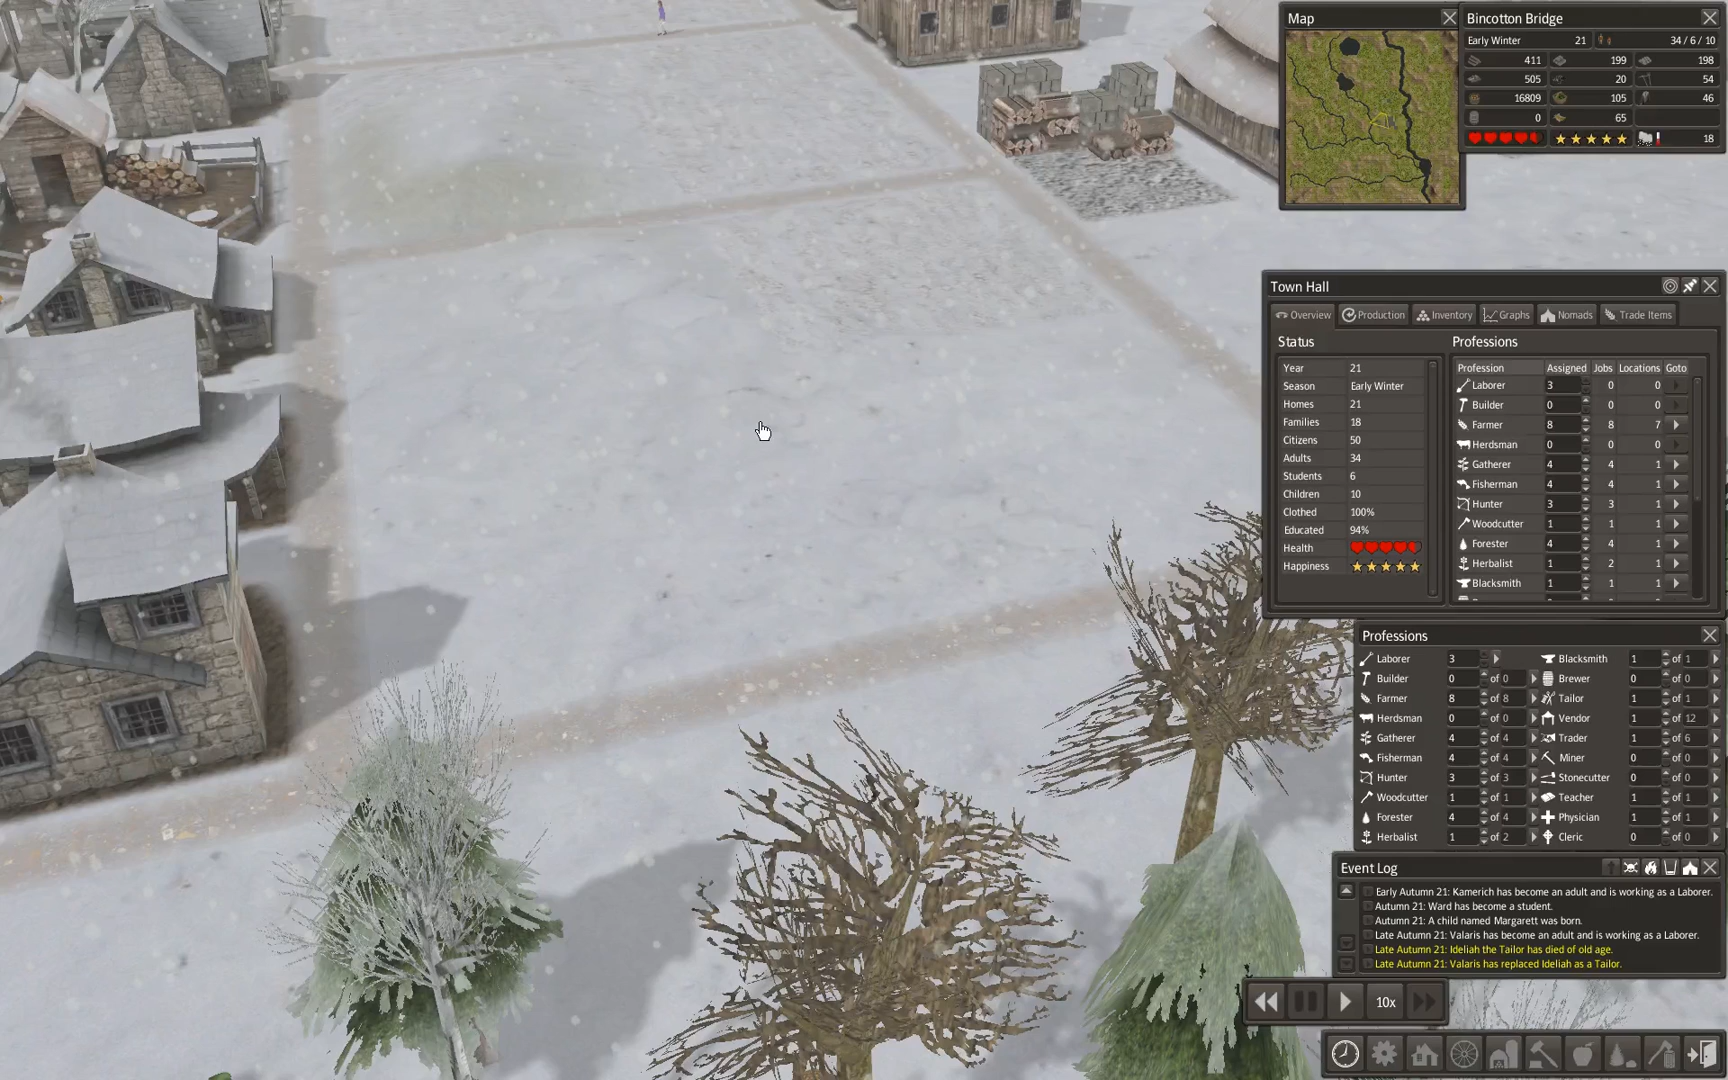 Map
Bincotton Bridge
Early Winter 21 34 / 6 / 10
411 199 198
505 20 54
16809 105 46
0 65
18
Town Hall
Overview Production Inventory Graphs Nomads Trade Items
Status
Year 21
Season Early Winter
Homes 21
Families 18
Citizens 50
Adults 34
Students 6
Children 10
Clothed 100%
Educated 94%
Health
Happiness
Professions
Profession Assigned Jobs Locations Goto
Laborer 3 0 0
Builder 0 0 0
Farmer 8 8 7
Herdsman 0 0 0
Gatherer 4 4 1
Fisherman 4 4 1
Hunter 3 3 1
Woodcutter 1 1 1
Forester 4 4 1
Herbalist 1 2 1
Blacksmith 1 1 1
Professions
Laborer 3 Blacksmith 1 of 1
Builder 0 of 0 Brewer 0 of 0
Farmer 8 of 8 Tailor 1 of 1
Herdsman 0 of 0 Vendor 1 of 12
Gatherer 4 of 4 Trader 1 of 6
Fisherman 4 of 4 Miner 0 of 0
Hunter 3 of 3 Stonecutter 0 of 0
Woodcutter 1 of 1 Teacher 1 of 1
Forester 4 of 4 Physician 1 of 1
Herbalist 1 of 2 Cleric 0 of 0
Event Log
Early Autumn 21: Kamerich has become an adult and is working as a Laborer.
Autumn 21: Ward has become a student.
Autumn 21: A child named Margarett was born.
Late Autumn 21: Valaris has become an adult and is working as a Laborer.
Late Autumn 21: Ideliah the Tailor has died of old age.
Late Autumn 21: Valaris has replaced Ideliah as a Tailor.
10x